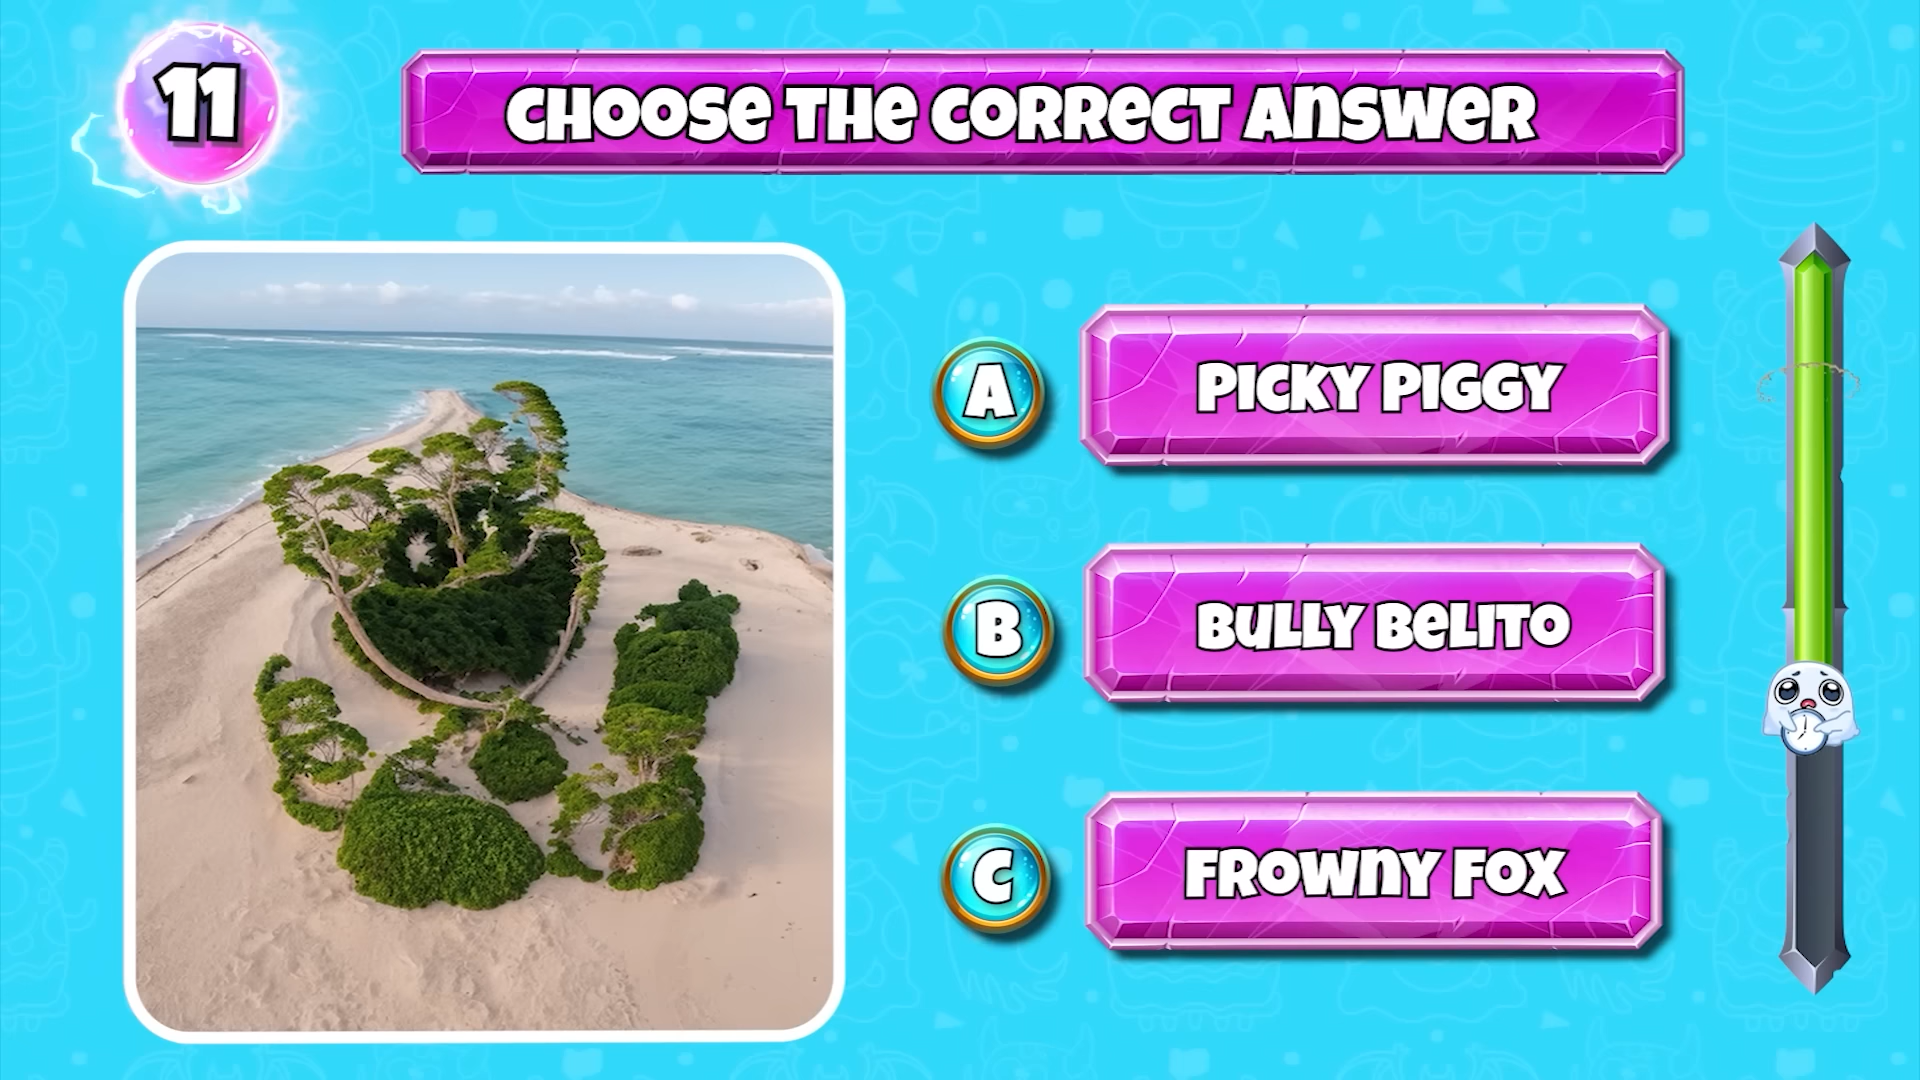 11
CHOOSE THE CORRECT ANSWER
A
PICKY PIGGY
B
BULLY BELITO
C
FROWNY FOX